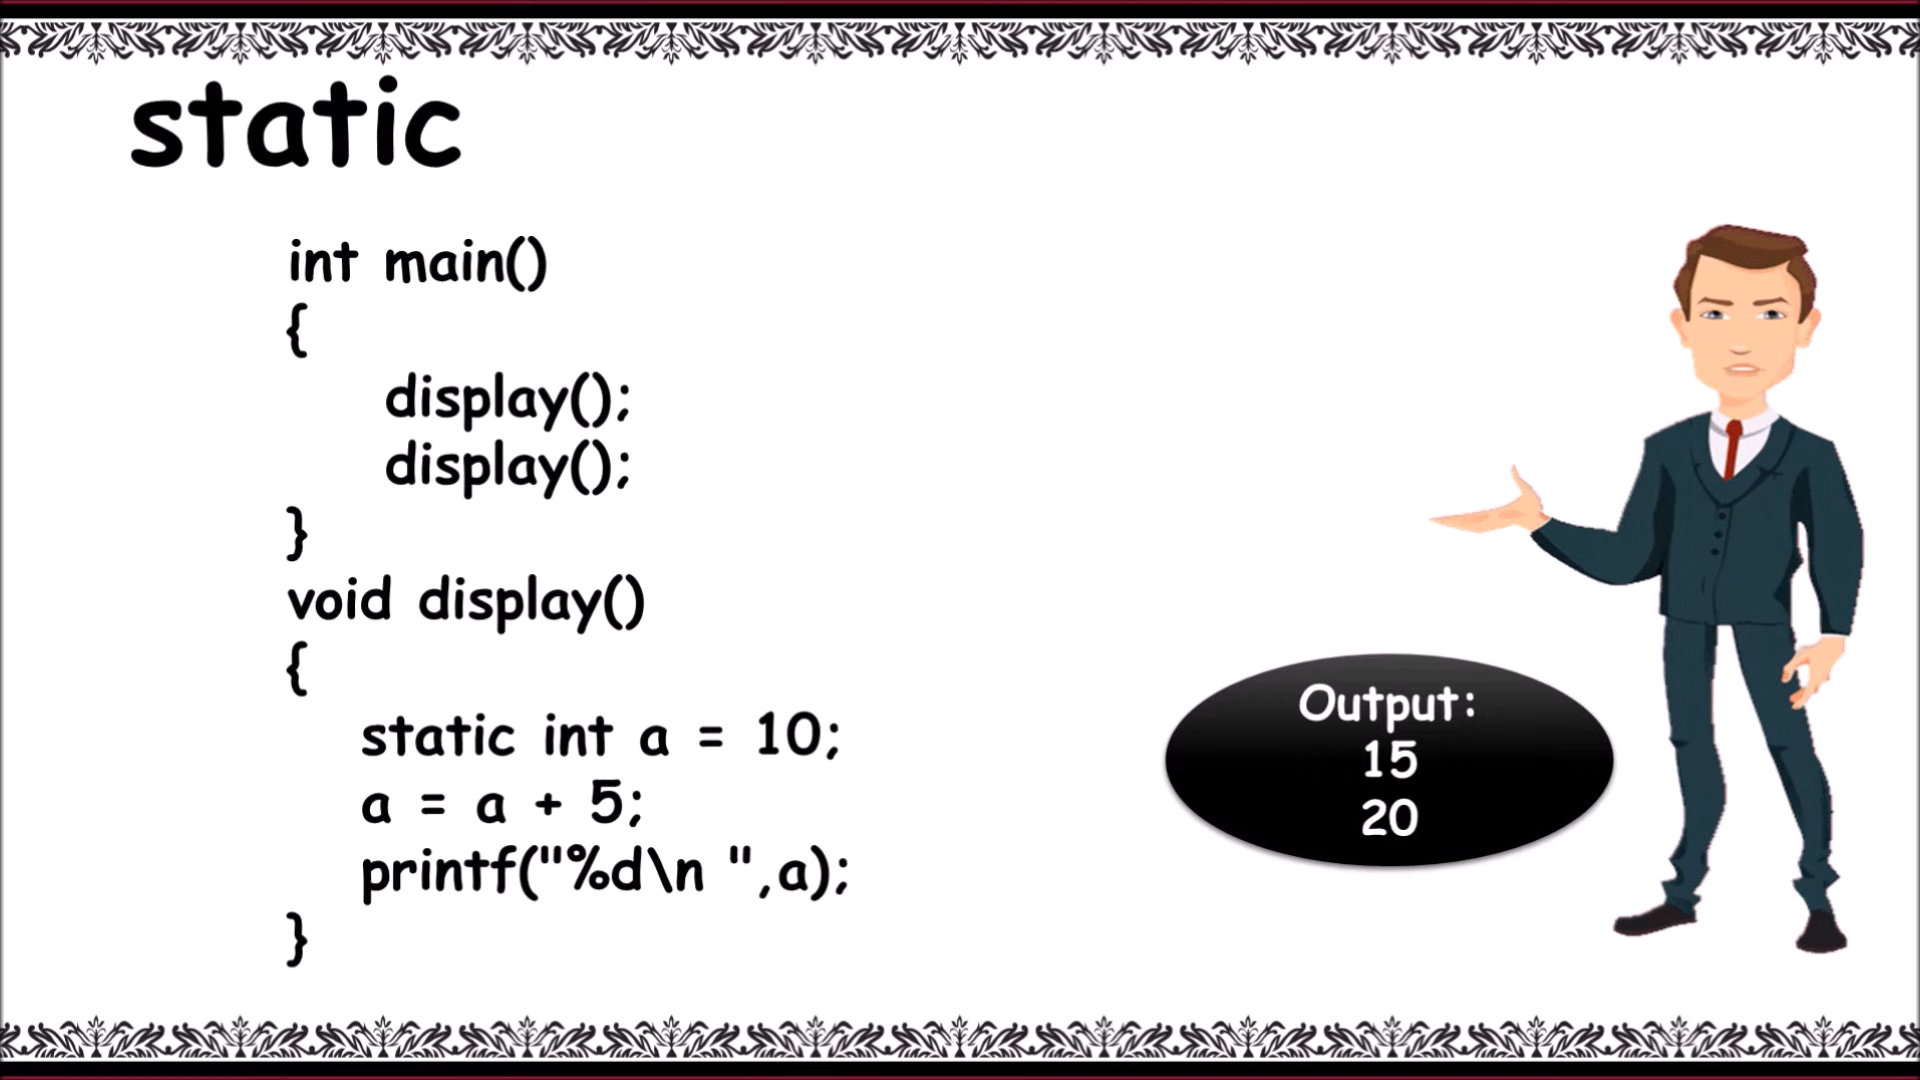 static
int main()
{
display();
display();
}
void display()
{
static int a = 10;
a = a + 5;
printf("%d\n ",a);
}
Output:
15
20